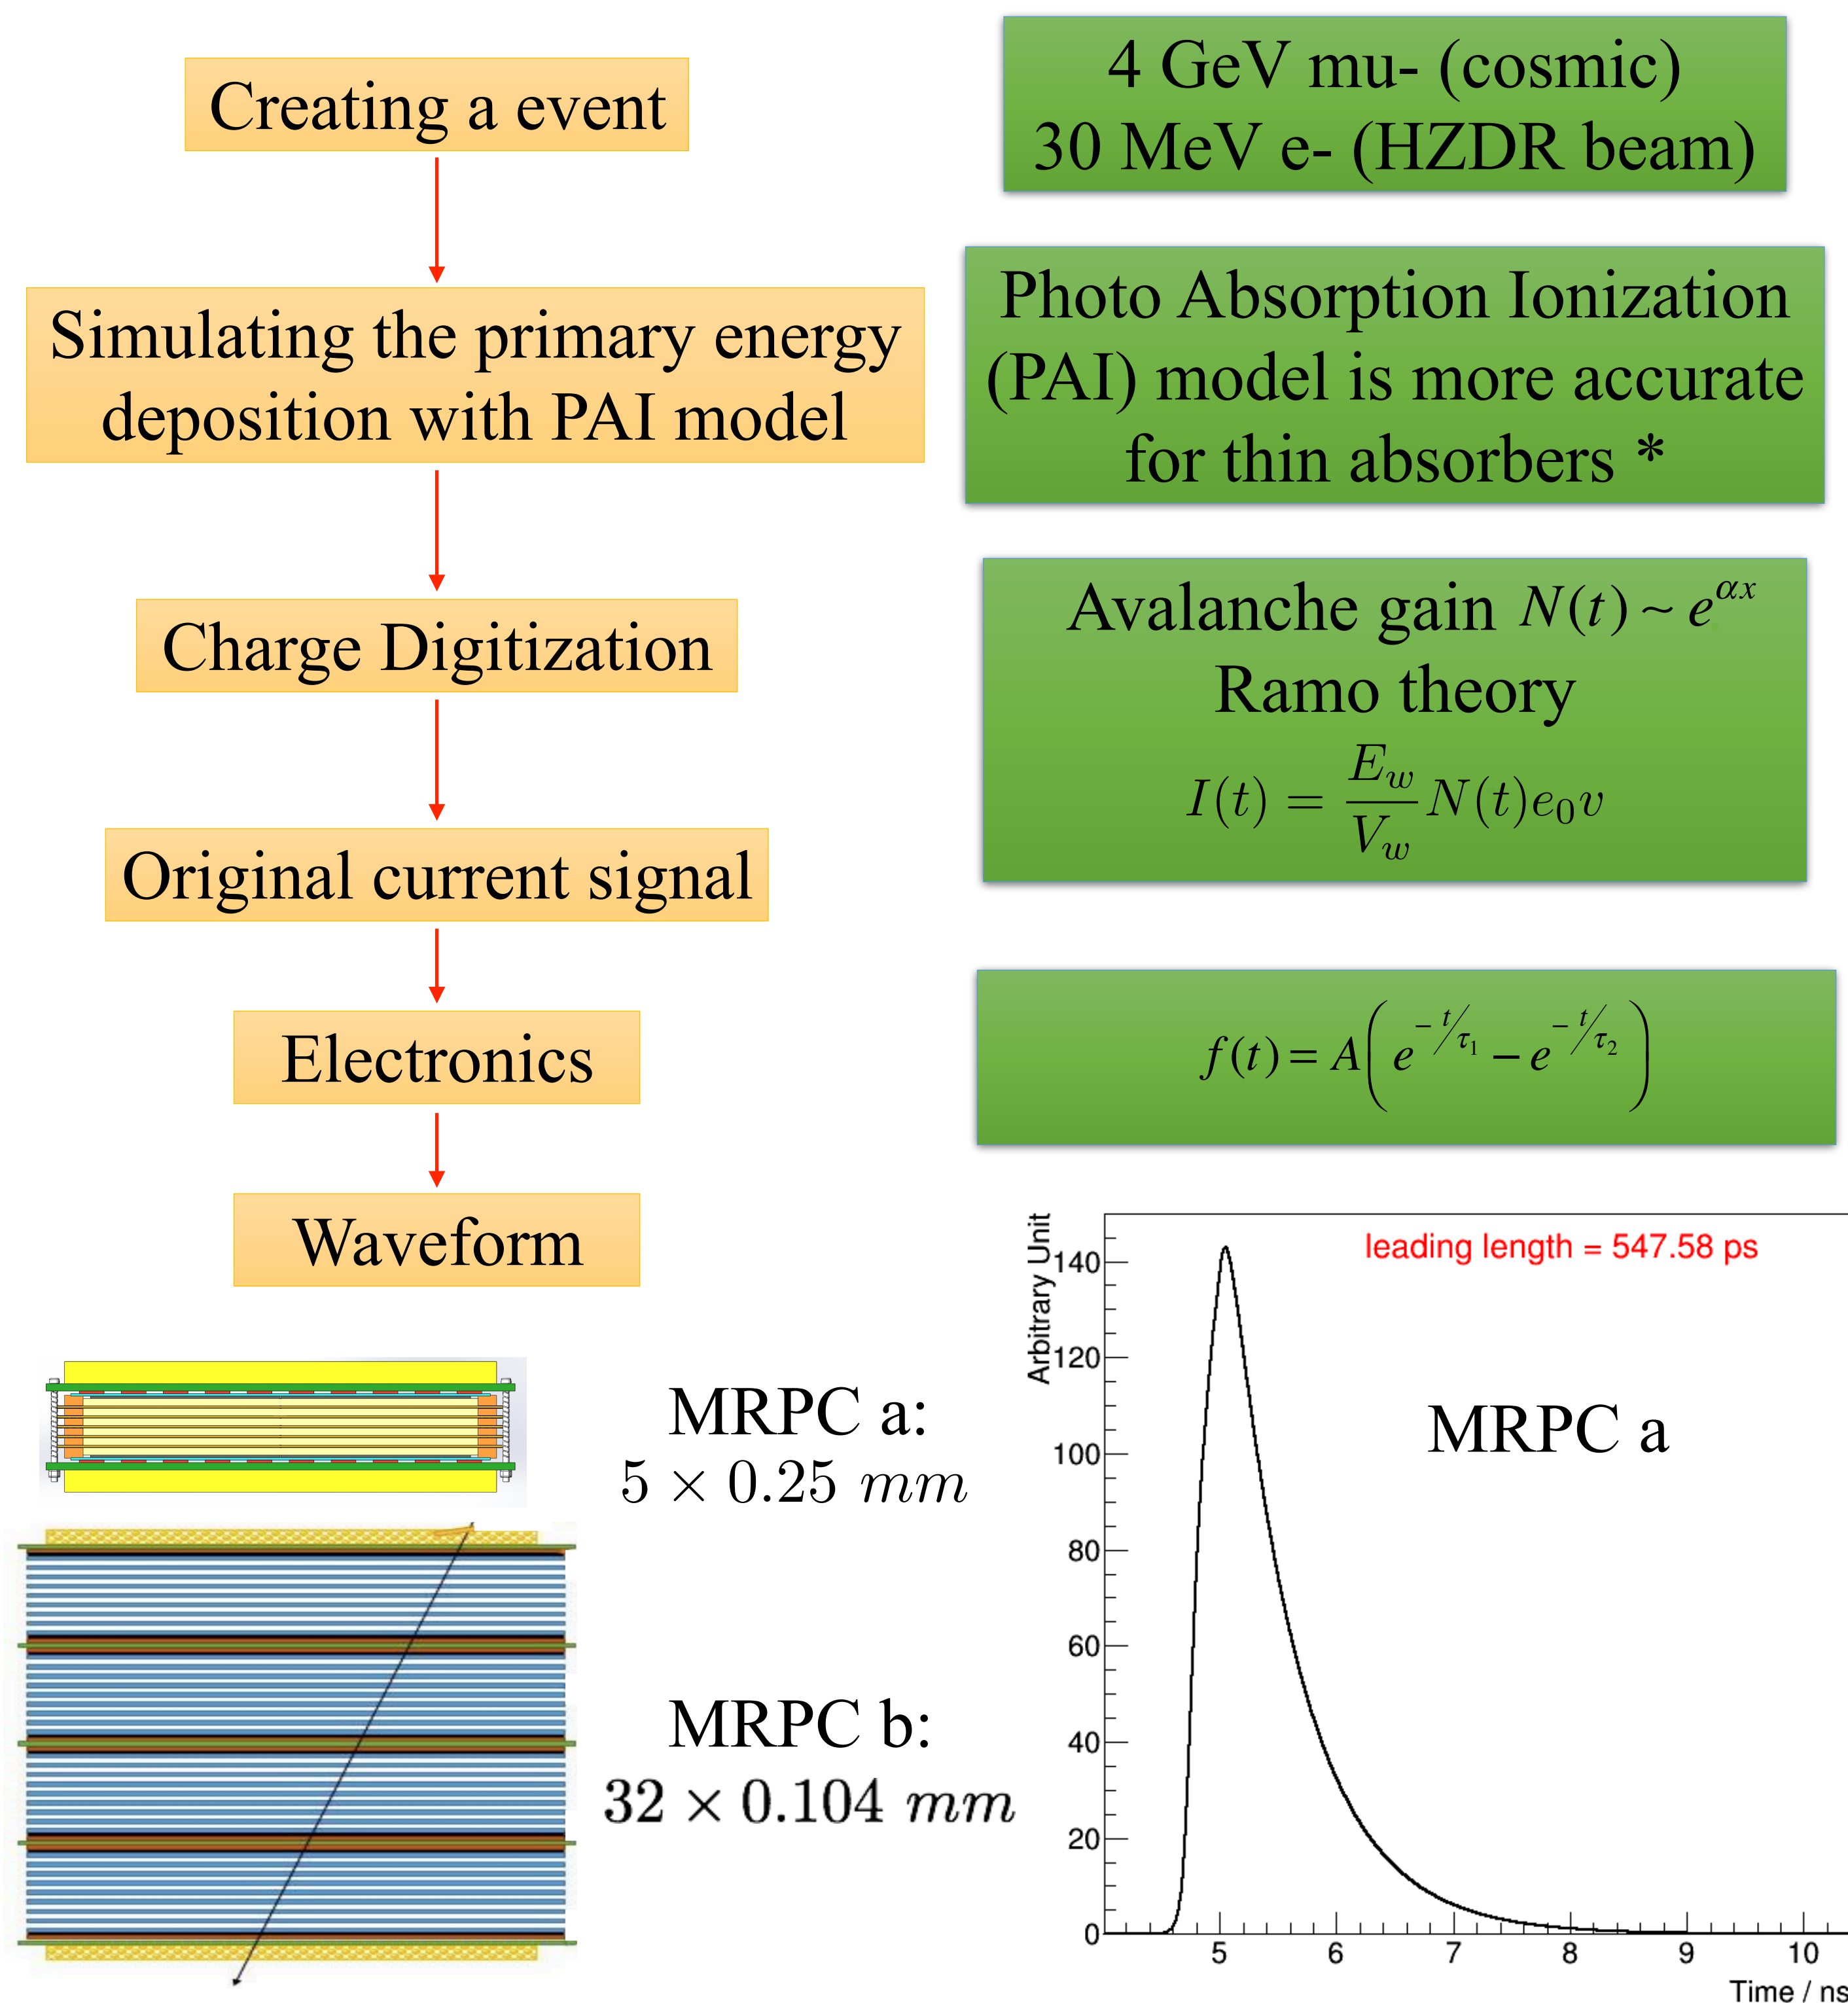 Creating a event
4 GeV mu- (cosmic)
30 MeV e- (HZDR beam)
Simulating the primary energy
deposition with PAI model
Photo Absorption Ionization
(PAI) model is more accurate
for thin absorbers *
Charge Digitization
Avalanche gain N(t) ~ e^{αx}
Ramo theory
I(t) = \frac{E_w}{V_w} N(t)e_0v
Original current signal
Electronics
f(t) = A(e^{-t/τ_1} − e^{-t/τ_2})
Waveform
MRPC a:
5 × 0.25 mm
MRPC b:
32 × 0.104 mm
Arbitrary Unit
leading length = 547.58 ps
MRPC a
140
120
100
80
60
40
20
0
5 6 7 8 9 10
Time / ns